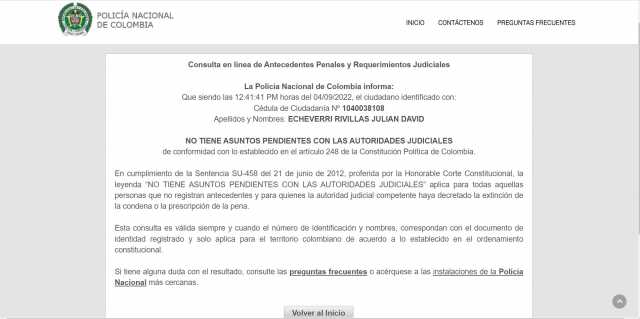 POLICÍA NACIONAL
DE COLOMBIA
INICIO CONTÁCTENOS PREGUNTAS FRECUENTES
Consulta en línea de Antecedentes Penales y Requerimientos Judiciales
La Policía Nacional de Colombia informa:
Que siendo las 12:41:41 PM horas del 04/09/2022, el ciudadano identificado con:
Cédula de Ciudadanía Nº 1040038108
Apellidos y Nombres: ECHEVERRI RIVILLAS JULIAN DAVID
NO TIENE ASUNTOS PENDIENTES CON LAS AUTORIDADES JUDICIALES
de conformidad con lo establecido en el artículo 248 de la Constitución Política de Colombia.
En cumplimiento de la Sentencia SU-458 del 21 de junio de 2012, proferida por la Honorable Corte Constitucional, la
leyenda “NO TIENE ASUNTOS PENDIENTES CON LAS AUTORIDADES JUDICIALES” aplica para todas aquellas
personas que no registran antecedentes y para quienes la autoridad judicial competente haya decretado la extinción de
la condena o la prescripción de la pena.
Esta consulta es válida siempre y cuando el número de identificación y nombres, correspondan con el documento de
identidad registrado y solo aplica para el territorio colombiano de acuerdo a lo establecido en el ordenamiento
constitucional.
Si tiene alguna duda con el resultado, consulte las preguntas frecuentes o acérquese a las instalaciones de la Policía
Nacional más cercanas.
Volver al Inicio